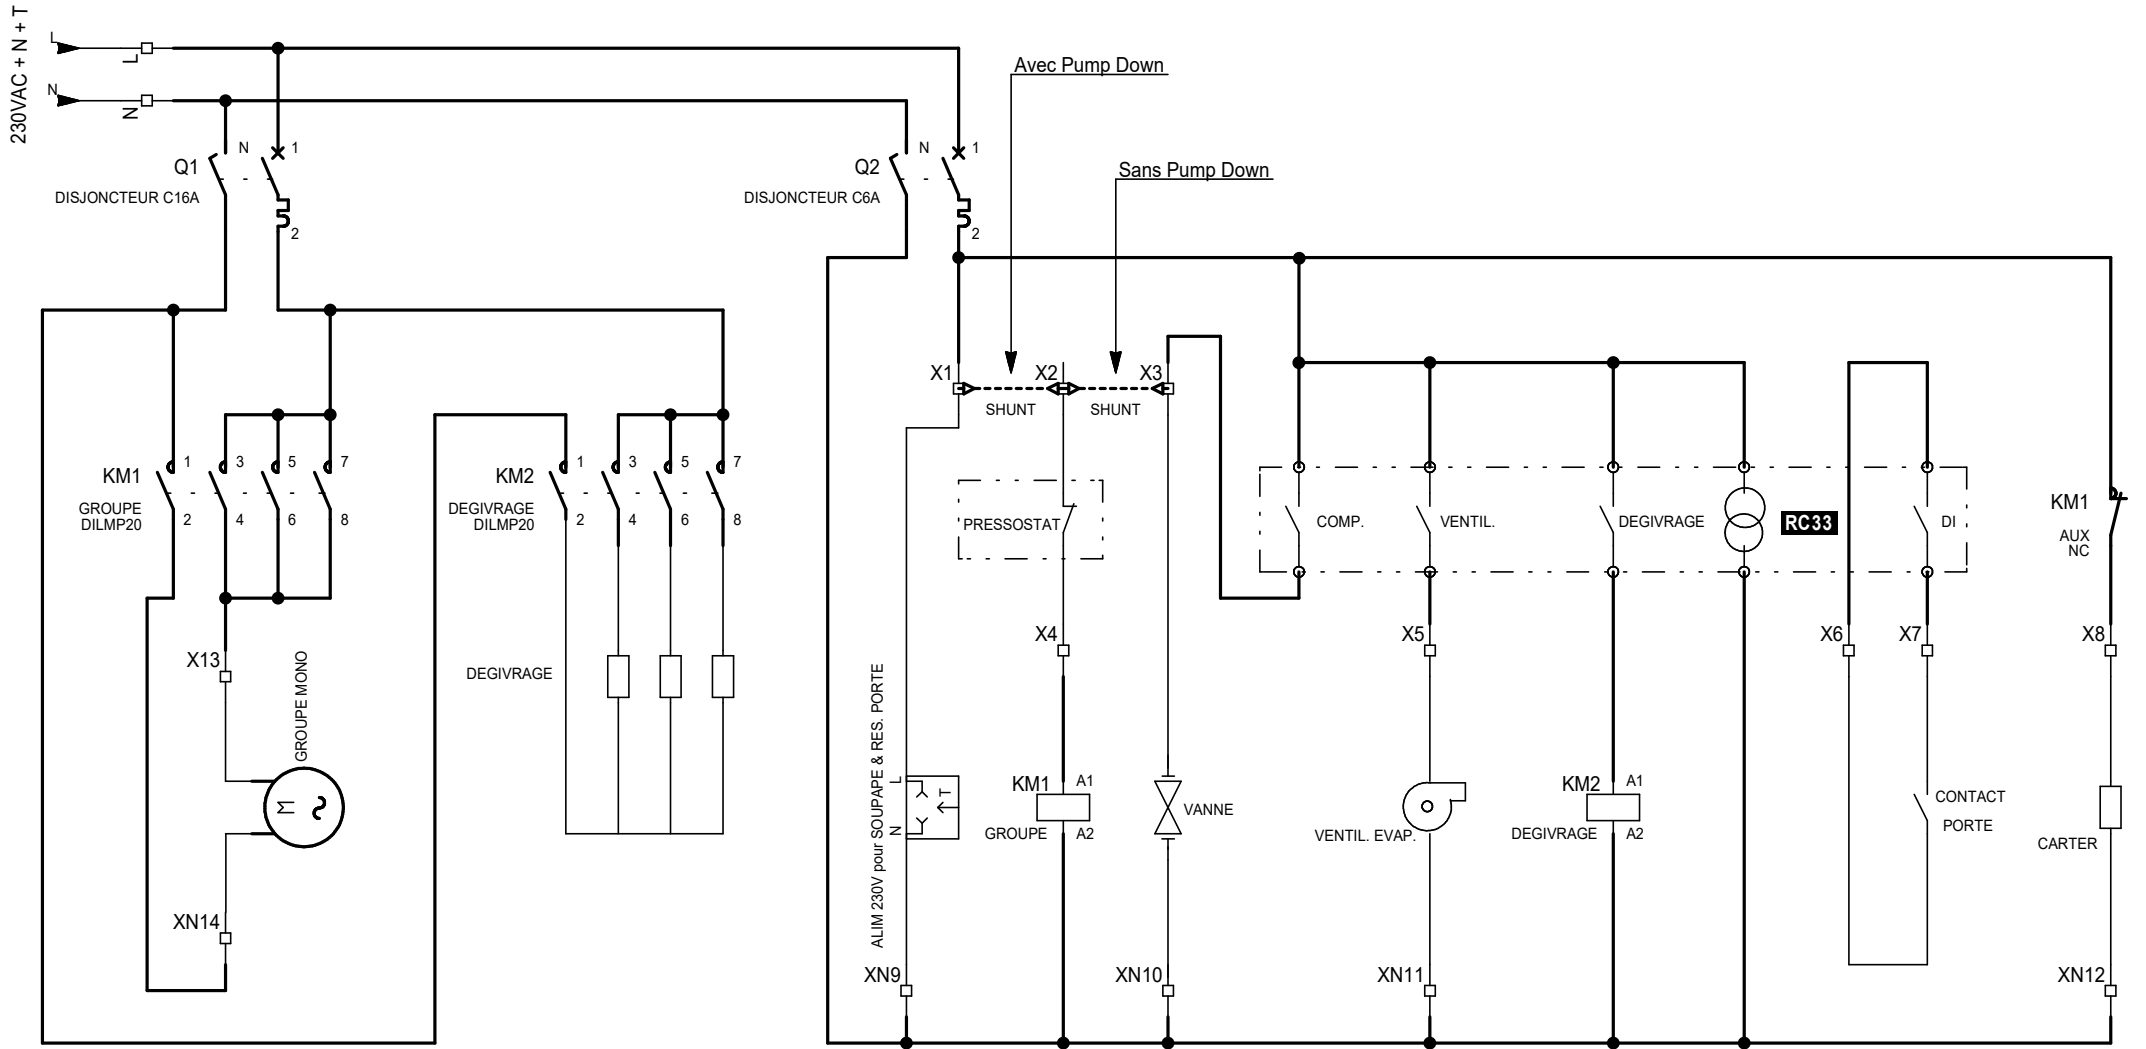 230VAC + N + T
L
L
N
N
Avec Pump Down
Sans Pump Down
Q1
N
1
DISJONCTEUR C16A
2
Q2
N
1
DISJONCTEUR C6A
2
X1
X2
X3
SHUNT
SHUNT
KM1
GROUPE
DILMP20
1
3
5
7
2
4
6
8
KM2
DEGIVRAGE
DILMP20
1
3
5
7
2
4
6
8
PRESSOSTAT
COMP.
VENTIL.
DEGIVRAGE
RC33
DI
KM1
AUX
NC
X13
GROUPE MONO
M
XN14
DEGIVRAGE
ALIM 230V pour SOUPAPE & RES. PORTE
L
N
T
X4
X5
X6
X7
X8
KM1
A1
GROUPE
A2
VANNE
VENTIL. EVAP.
KM2
A1
DEGIVRAGE
A2
CONTACT
PORTE
CARTER
XN9
XN10
XN11
XN12